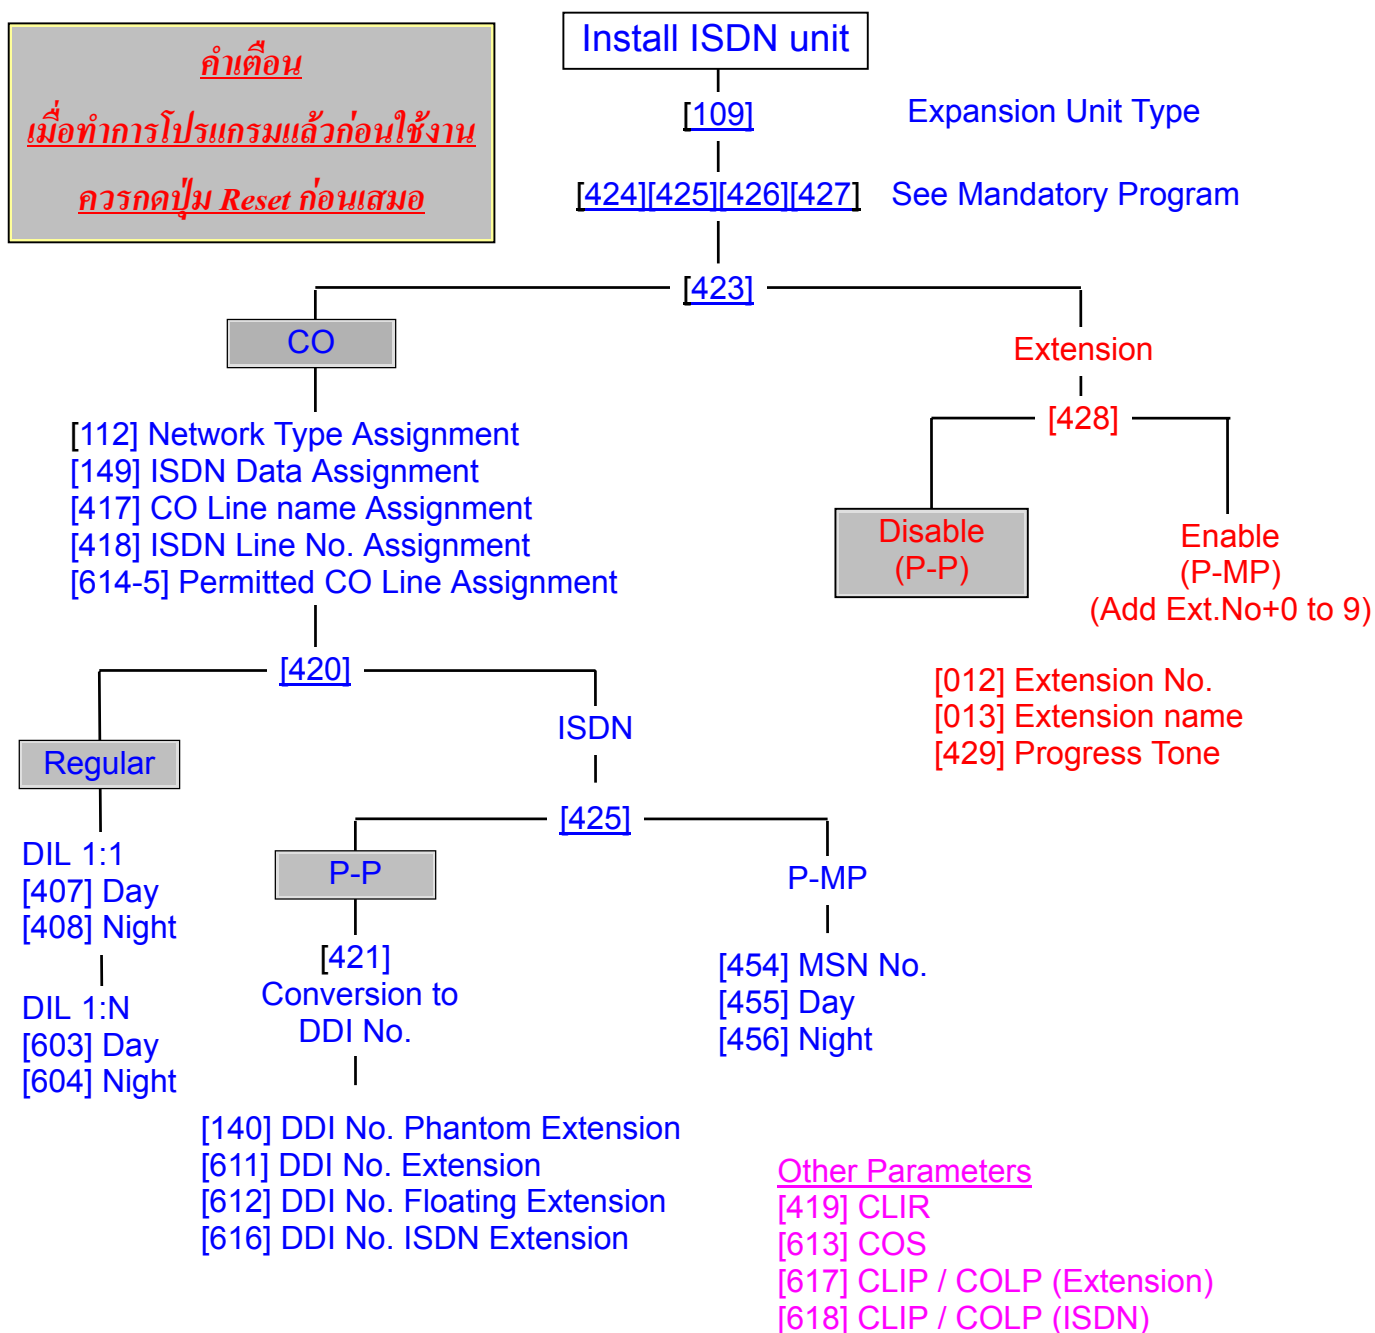 คำเตือน
เมื่อทำการโปรแกรมแล้วก่อนใช้งาน
ควรกดปุ่ม Reset ก่อนเสมอ
Install ISDN unit
[109] Expansion Unit Type
[424][425][426][427] See Mandatory Program
[423]
CO
[112] Network Type Assignment
[149] ISDN Data Assignment
[417] CO Line name Assignment
[418] ISDN Line No. Assignment
[614-5] Permitted CO Line Assignment
[420]
Regular
DIL 1:1
[407] Day
[408] Night
DIL 1:N
[603] Day
[604] Night
ISDN
[425]
P-P
[421]
Conversion to
DDI No.
[140] DDI No. Phantom Extension
[611] DDI No. Extension
[612] DDI No. Floating Extension
[616] DDI No. ISDN Extension
P-MP
[454] MSN No.
[455] Day
[456] Night
Extension
[428]
Disable
(P-P)
Enable
(P-MP)
(Add Ext.No+0 to 9)
[012] Extension No.
[013] Extension name
[429] Progress Tone
Other Parameters
[419] CLIR
[613] COS
[617] CLIP / COLP (Extension)
[618] CLIP / COLP (ISDN)